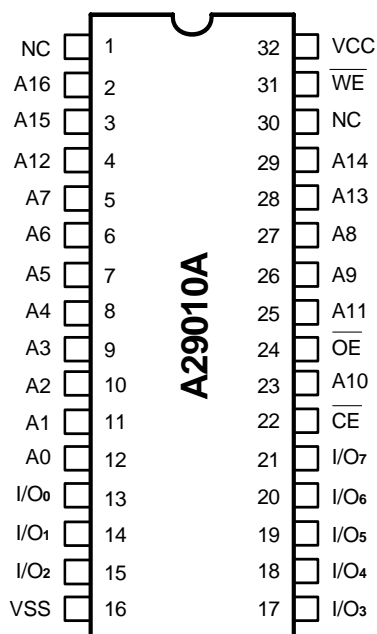 NC 1 32 VCC
A16 2 31 W̅E̅
A15 3 30 NC
A12 4 29 A14
A7 5 28 A13
A6 6 27 A8
A5 7 26 A9
A4 8 25 A11
A3 9 24 O̅E̅
A2 10 23 A10
A1 11 22 C̅E̅
A0 12 21 I/O₇
I/O₀ 13 20 I/O₆
I/O₁ 14 19 I/O₅
I/O₂ 15 18 I/O₄
VSS 16 17 I/O₃
A29010A